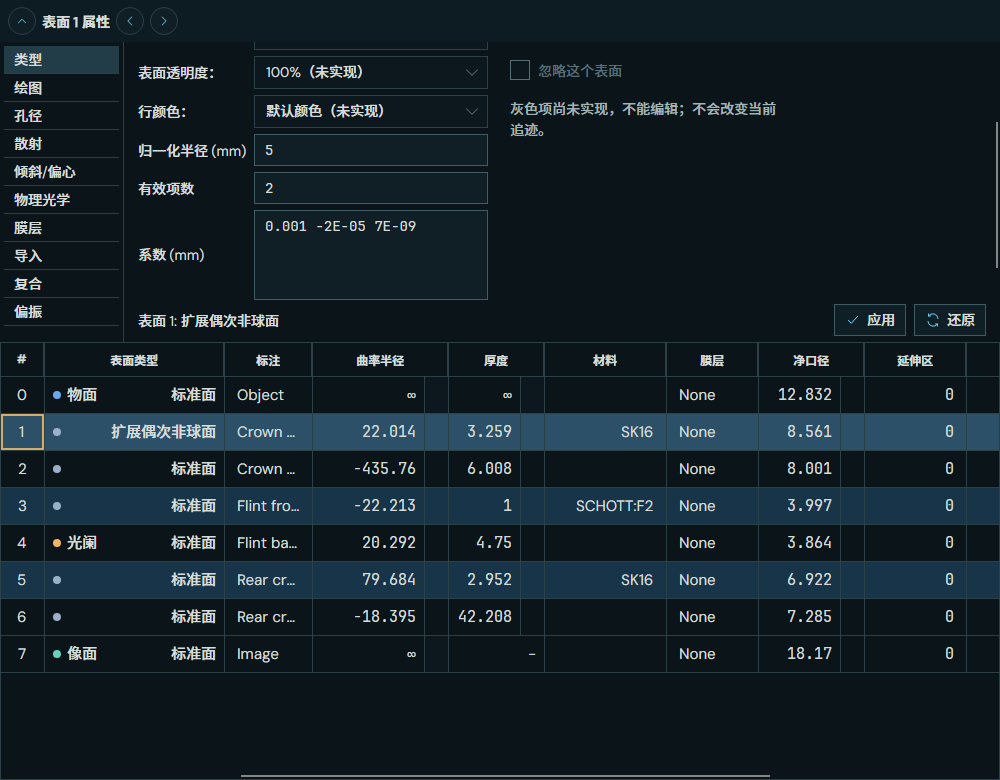 表面 1 属性
类型
绘图
孔径
散射
倾斜/偏心
物理光学
膜层
导入
复合
偏振
表面透明度： 100%（未实现）
行颜色： 默认颜色（未实现）
归一化半径 (mm) 5
有效项数 2
系数 (mm) 0.001 -2E-05 7E-09
忽略这个表面
灰色项尚未实现，不能编辑；不会改变当前
追迹。
表面 1: 扩展偶次非球面
应用 还原
# 表面类型 标注 曲率半径 厚度 材料 膜层 净口径 延伸区
0 物面 标准面 Object ∞ ∞ None 12.832 0
1 扩展偶次非球面 Crown ... 22.014 3.259 SK16 None 8.561 0
2 标准面 Crown ... -435.76 6.008 None 8.001 0
3 标准面 Flint fro... -22.213 1 SCHOTT:F2 None 3.997 0
4 光阑 标准面 Flint ba... 20.292 4.75 None 3.864 0
5 标准面 Rear cr... 79.684 2.952 SK16 None 6.922 0
6 标准面 Rear cr... -18.395 42.208 None 7.285 0
7 像面 标准面 Image ∞ - None 18.17 0